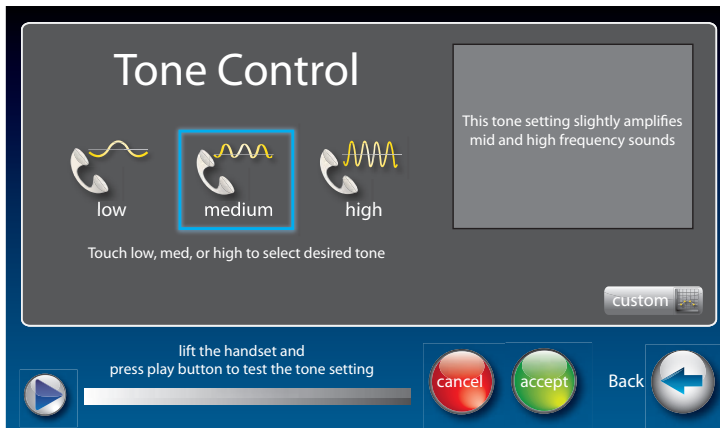 Tone Control
This tone setting slightly amplifies
mid and high frequency sounds
low
medium
high
Touch low, med, or high to select desired tone
custom
lift the handset and
press play button to test the tone setting
cancel
accept
Back